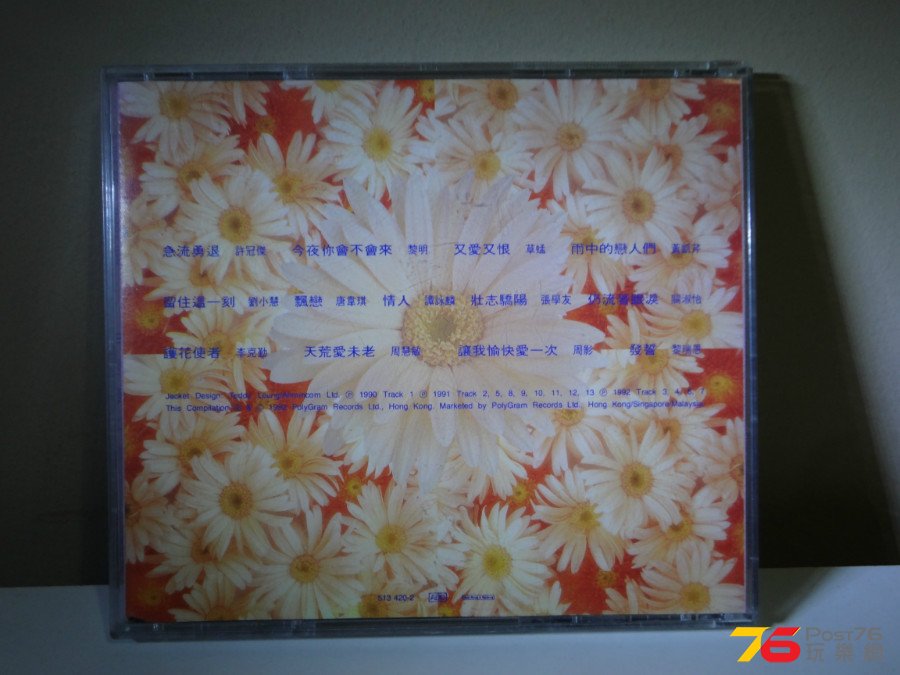 急流勇退 許冠傑 今夜你會不會來 黎明 又愛又恨 草蜢 雨中的戀人們 黃凱芹
留住這一刻 劉小慧 飄戀 唐韋琪 情人 譚詠麟 壯志驕陽 張學友 仍流著眼淚 關淑怡
護花使者 李克勤 天荒愛未老 周慧敏 讓我愉快愛一次 周影 發誓 黎瑞恩
Jacket Design: Ltd. Ⓟ 1990 Track 1 Ⓟ 1991 Track 2, 5, 8, 9, 10, 11, 12, 13 Ⓟ 1992 Track 3, 4, 6, 7
This Compilation Ⓟ & © 1992 PolyGram Records Ltd., Hong Kong. Marketed by PolyGram Records Ltd., Hong Kong/Singapore/Malaysia.
513 420-2
76 Post76
玩樂網